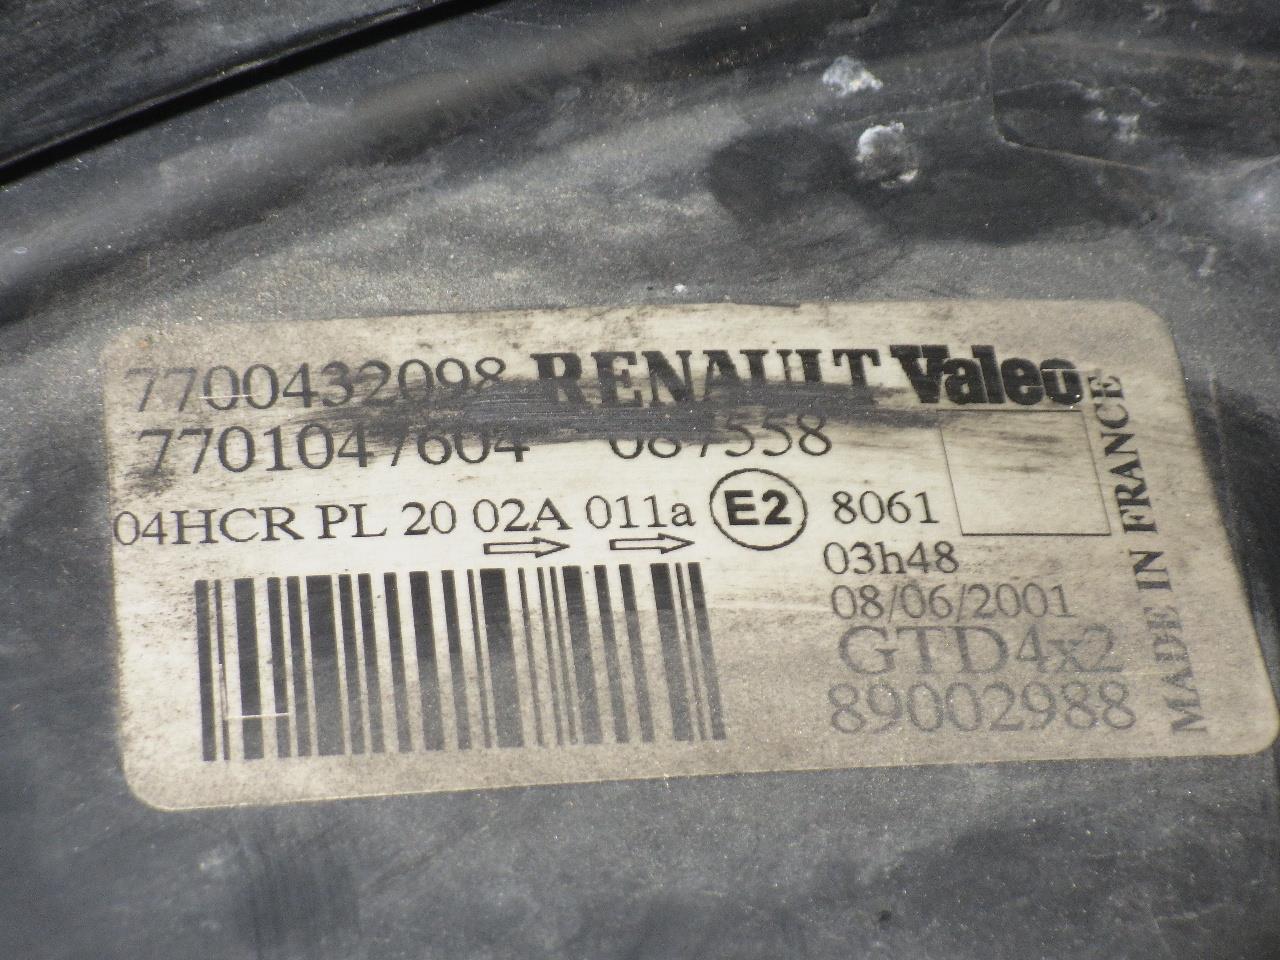 7700432098 RENAULT Valeo
7701047604 087558
04HCR PL 20 02A 011a E2 8061
03h48
08/06/2001
GTD4x2
89002988
MADE IN FRANCE